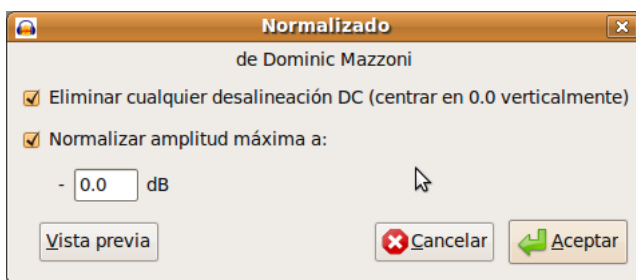 Normalizado
de Dominic Mazzoni
Eliminar cualquier desalineación DC (centrar en 0.0 verticalmente)
Normalizar amplitud máxima a:
- 0.0 dB
Vista previa Cancelar Aceptar